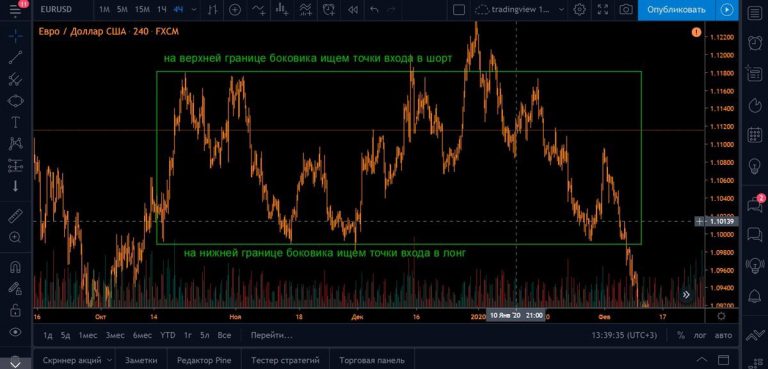 11
EURUSD
1М 5М 15М 1Ч 4Ч
tradingview 1...
Опубликовать
Евро / Доллар США · 240 · FXCM
на верхней границе боковика ищем точки входа в шорт
на нижней границе боковика ищем точки входа в лонг
1.12200
1.12000
1.11800
1.11600
1.11400
1.11200
1.11000
1.10800
1.10600
1.10400
1.10139
1.10000
1.09800
1.09600
1.09400
1.09200
2
16 Окт 14 Ноя 18 Дек 16 2020 10 Янв '20 21:00 Фев 17
1д 5д 1мес 3мес 6мес YTD 1г 5л Все Перейти...
13:39:35 (UTC+3) % лог авто
Скринер акций Заметки Редактор Pine Тестер стратегий Торговая панель